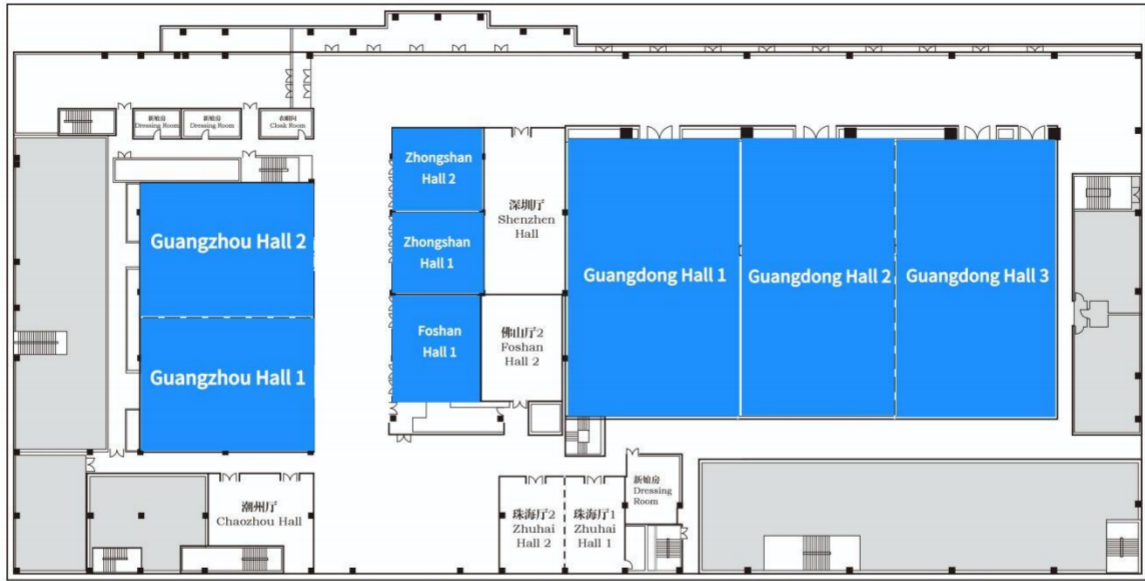 新娘房
Dressing Room
新娘房
Dressing Room
衣帽间
Cloak Room
Zhongshan
Hall 2
深圳厅
Shenzhen
Hall
Guangzhou Hall 2
Zhongshan
Hall 1
Guangdong Hall 1
Guangdong Hall 2
Guangdong Hall 3
Foshan
Hall 1
佛山厅2
Foshan
Hall 2
Guangzhou Hall 1
潮州厅
Chaozhou Hall
珠海厅2
Zhuhai
Hall 2
珠海厅1
Zhuhai
Hall 1
新娘房
Dressing
Room